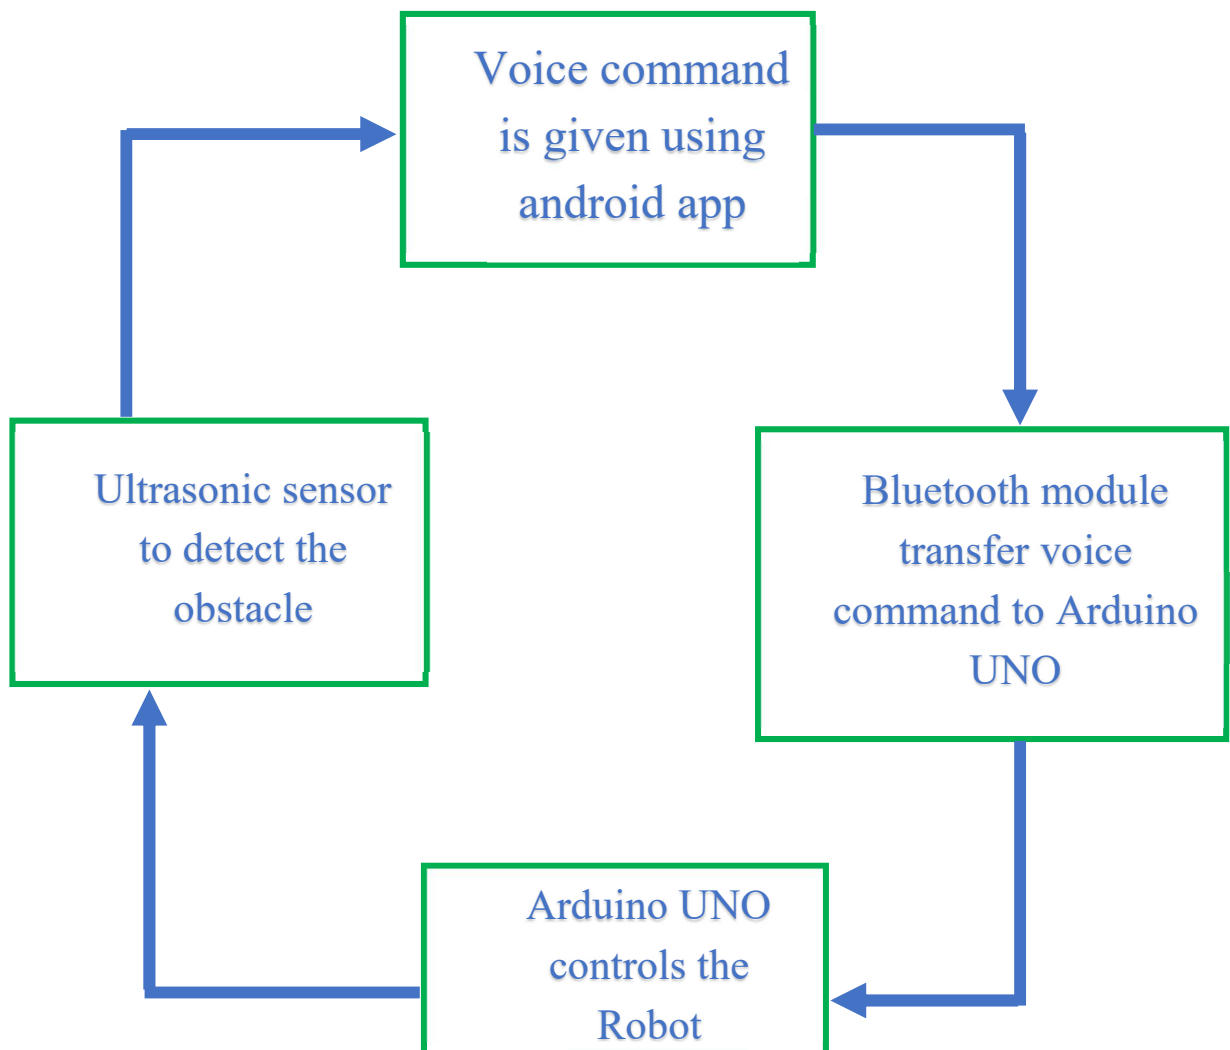 Voice command
is given using
android app
Ultrasonic sensor
to detect the
obstacle
Bluetooth module
transfer voice
command to Arduino
UNO
Arduino UNO
controls the
Robot